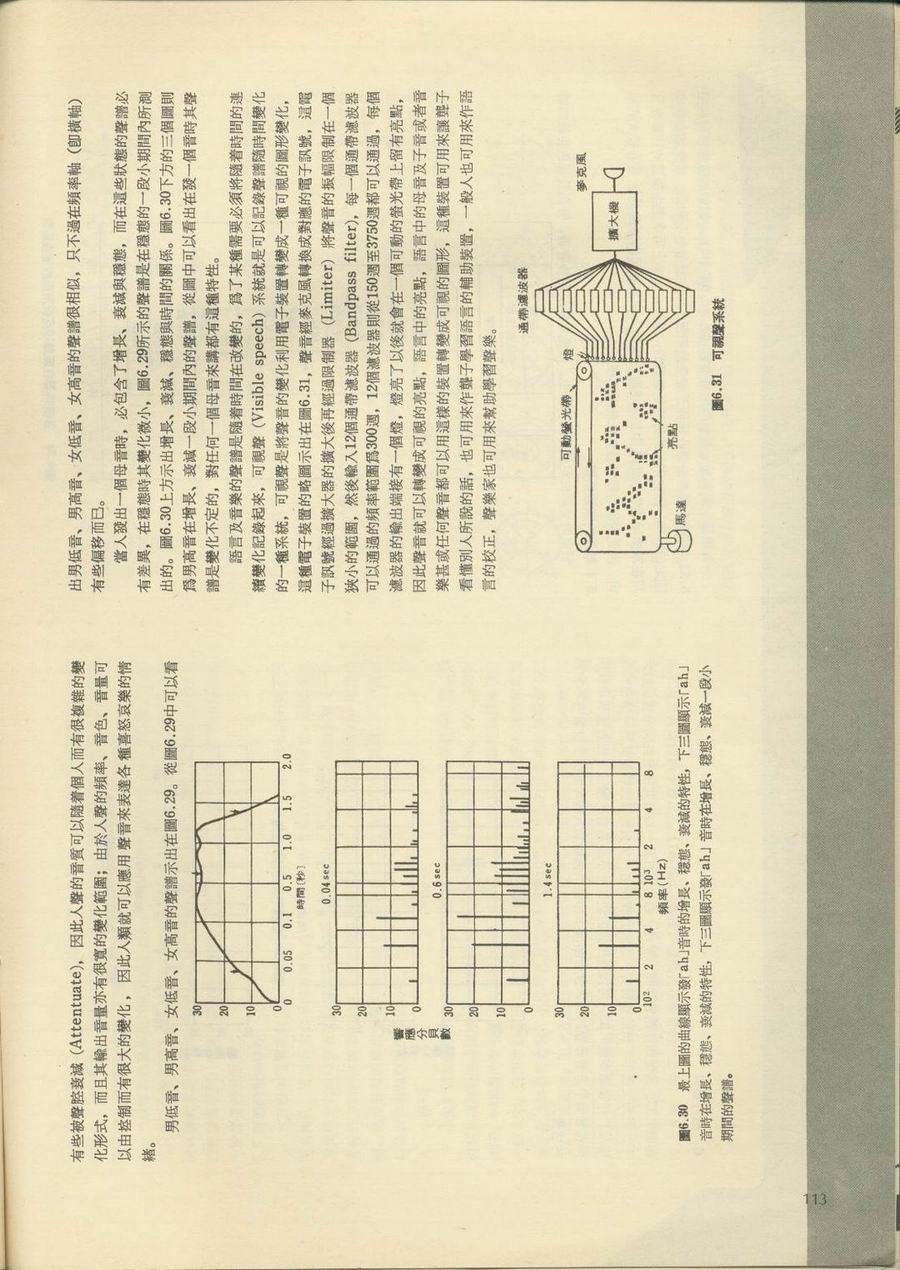 有些被聲腔衰減（Attentuate），因此人聲的音質可以隨着個人而有很複雜的變
化形式，而且其輸出音量亦有很寬的變化範圍；由於人聲的頻率、音色、音量可
以由控制而有很大的變化，因此人類就可以應用聲音來表達各種喜怒哀樂的情
緒。
男低音、男高音、女低音、女高音的聲譜示出在圖6.29。從圖6.29中可以看
30
20
10
0
0 0.05 0.1 0.5 1.0 1.5 2.0
時間〔秒〕
0.04 sec
30
20
10
0
0.6 sec
30
20
10
0
1.4 sec
30
20
10
0
響應分貝數
10² 2 4 8 10³ 2 4 8
頻率(Hz)
圖6.30 最上圖的曲線顯示發「ah」音時的增長、穩態、衰減的特性，下三圖顯示「ah」
音時在增長、穩態、衰減的特性，下三圖顯示發「ah」音時在增長、穩態、衰減一段小
期間的聲譜。
出男低音、男高音、女低音、女高音的聲譜很相似，只不過在頻率軸（卽橫軸）
有些偏移而已。
當人發出一個母音時，必包含了增長、衰減與穩態，而在這些狀態的聲譜必
有差異，在穩態時其變化微小，圖6.29所示的聲譜是在穩態的一段小期間內所測
出的。圖6.30上方示出增長、衰減、穩態與時間的關係。圖6.30下方的三個圖則
爲男高音在增長、衰減一段小期間內的聲譜，從圖中可以看出在發一個音時其聲
譜是變化不定的，對任何一個母音來講都有這種特性。
語言及音樂的聲譜是隨着時間在改變的，爲了某種需要必須將隨着時間的連
續變化記錄起來，可視聲（Visible speech）系統就是可以記錄聲譜隨時間變化
的一種系統，可視聲是將聲音的變化利用電子裝置轉變成一種可視的圖形變化，
這種電子裝置的略圖示出在圖6.31，聲音經麥克風轉換成對應的電子訊號，這電
子訊號經過擴大器的擴大後再經過限制器（Limiter）將聲音的振幅限制在一個
狹小的範圍，然後輸入12個通帶濾波器（Bandpass filter），每一個通帶濾波器
可以通過的頻率範圍爲300週，12個濾波器則從150週至3750週都可以通過，每個
濾波器的輸出端接有一個燈，燈亮了以後就會在一個可動的螢光帶上留有亮點，
因此聲音就可以轉變成可視的亮點，語言中的亮點，語言中的母音及子音或者音
樂甚或任何聲音都可以用這樣的裝置轉變成可視的圖形，這種裝置可用來讓聾子
看懂別人所說的話，也可用來作聾子學習語言的輔助裝置，一般人也可用來作語
言的校正，聲樂家也可用來幫助學習聲樂。
通帶濾波器
麥克風
擴大機
燈
可動螢光帶
亮點
馬達
圖6.31 可視聲系統
113